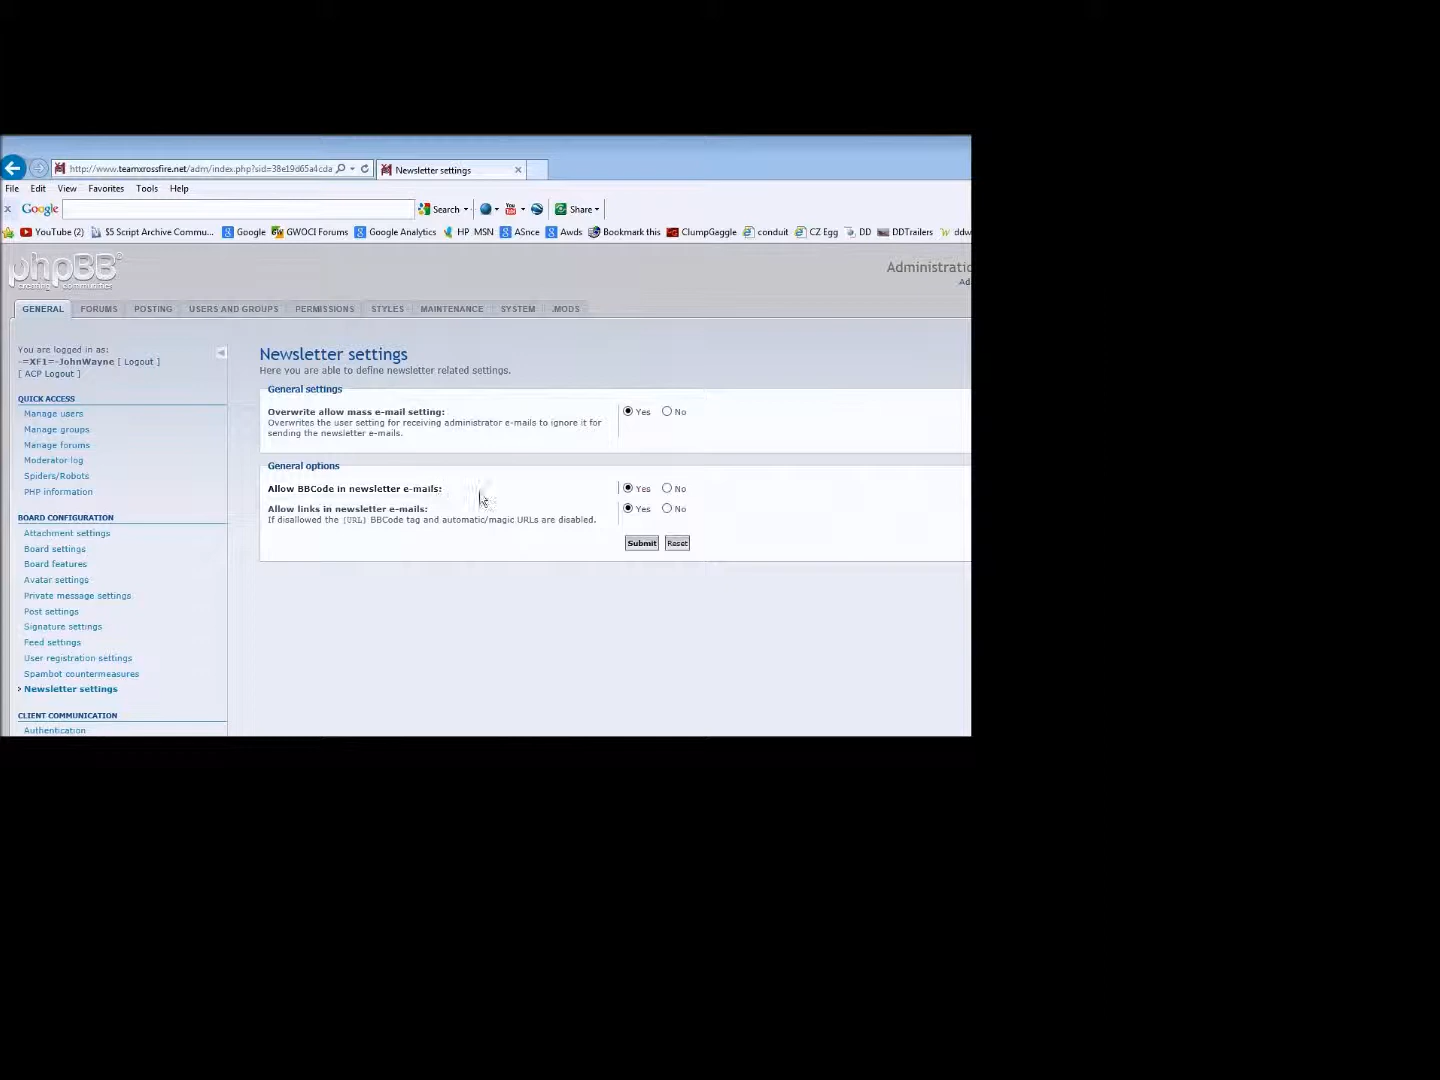 http://www.teamxrossfire.net/adm/index.php?sid=38e19d65a4cda
Newsletter settings
File Edit View Favorites Tools Help
Google Search Share
YouTube (2) $5 Script Archive Commu... Google GWOCI Forums Google Analytics HP MSN ASnce Awds Bookmark this ClumpGaggle conduit CZ Egg DD DDTrailers ddw
phpBB
creating communities
Administratio
Ad
GENERAL FORUMS POSTING USERS AND GROUPS PERMISSIONS STYLES MAINTENANCE SYSTEM .MODS
You are logged in as:
-=XF1=-JohnWayne [ Logout ]
[ ACP Logout ]
QUICK ACCESS
Manage users
Manage groups
Manage forums
Moderator log
Spiders/Robots
PHP information
BOARD CONFIGURATION
Attachment settings
Board settings
Board features
Avatar settings
Private message settings
Post settings
Signature settings
Feed settings
User registration settings
Spambot countermeasures
Newsletter settings
CLIENT COMMUNICATION
Authentication
Newsletter settings
Here you are able to define newsletter related settings.
General settings
Overwrite allow mass e-mail setting: Yes No
Overwrites the user setting for receiving administrator e-mails to ignore it for
sending the newsletter e-mails.
General options
Allow BBCode in newsletter e-mails: Yes No
Allow links in newsletter e-mails: Yes No
If disallowed the [URL] BBCode tag and automatic/magic URLs are disabled.
Submit Reset